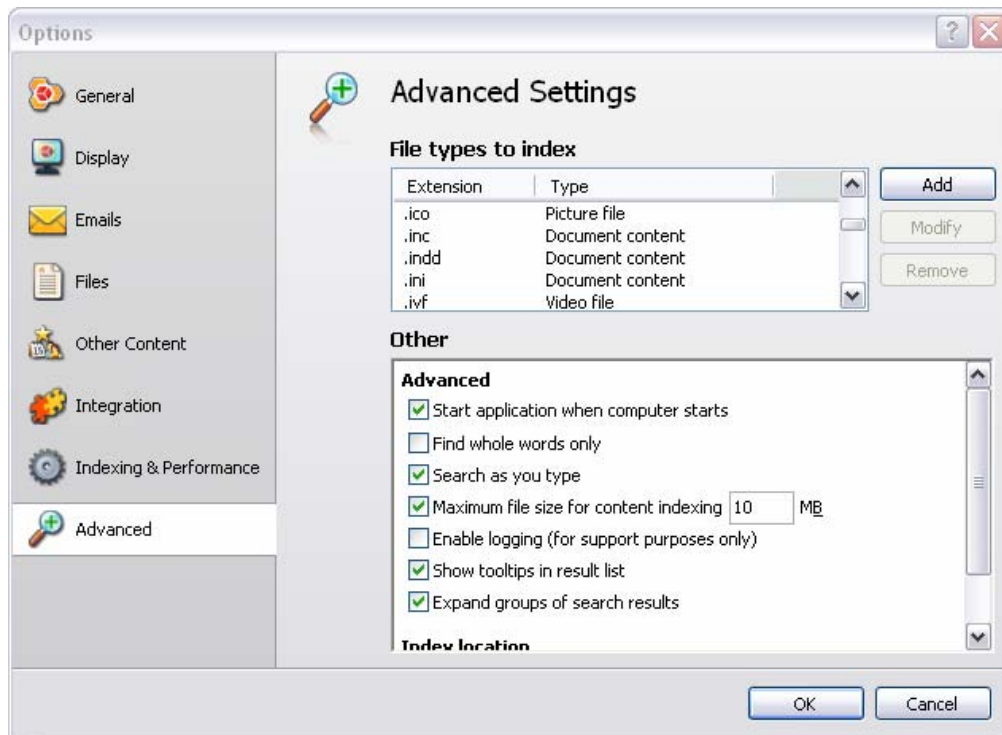 Options
General
Display
Emails
Files
Other Content
Integration
Indexing & Performance
Advanced
Advanced Settings
File types to index
Extension Type
.ico Picture file
.inc Document content
.indd Document content
.ini Document content
.ivf Video file
Add
Modify
Remove
Other
Advanced
Start application when computer starts
Find whole words only
Search as you type
Maximum file size for content indexing 10 MB
Enable logging (for support purposes only)
Show tooltips in result list
Expand groups of search results
Index location
OK Cancel